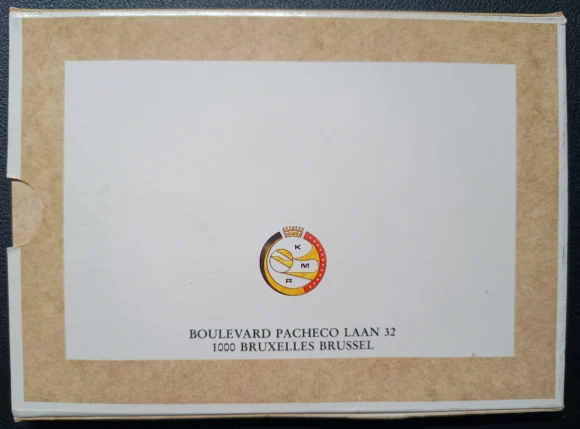 K
M
R
BOULEVARD PACHECO LAAN 32
1000 BRUXELLES BRUSSEL